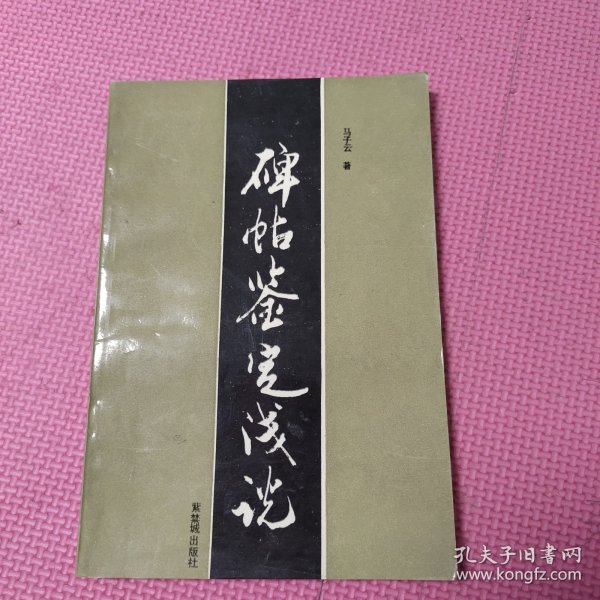 马子云 著
碑帖鉴定浅说
紫禁城出版社
孔夫子旧书网
www.kongfz.com